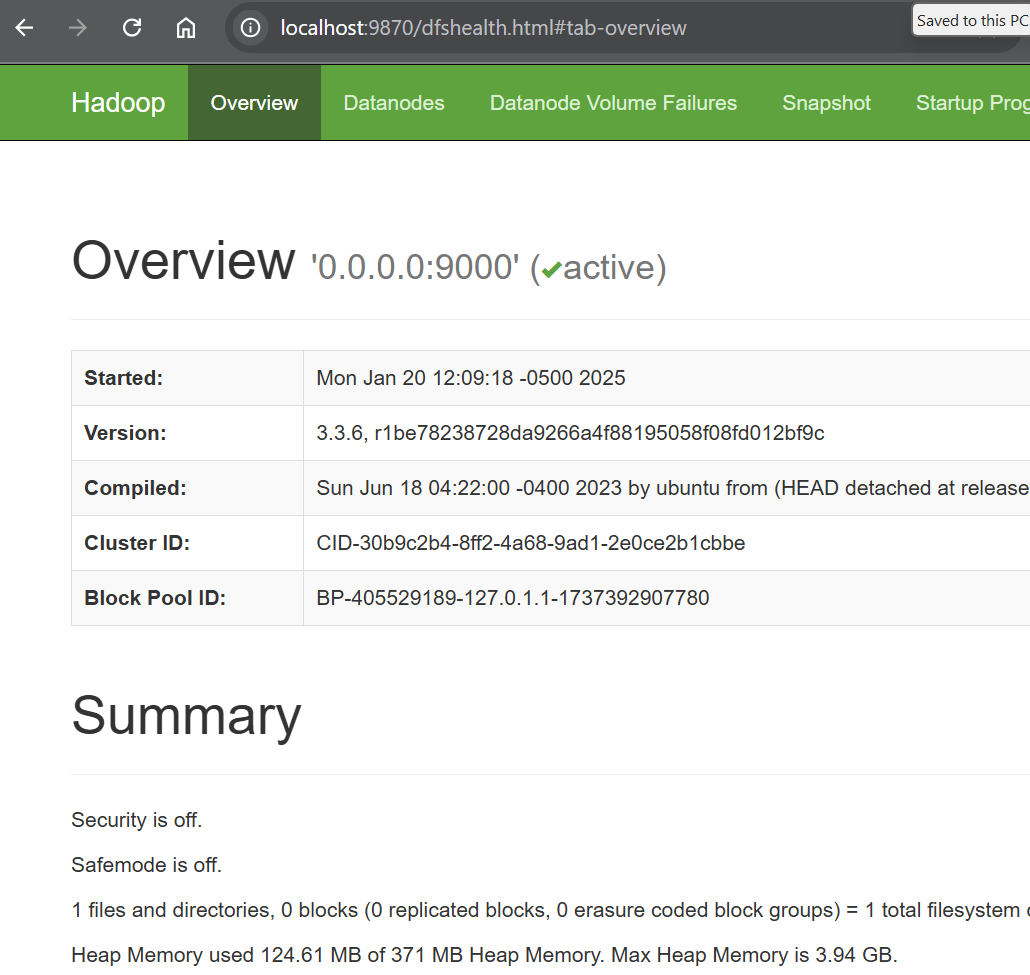 localhost:9870/dfshealth.html#tab-overview
Saved to this PC
Hadoop Overview Datanodes Datanode Volume Failures Snapshot Startup Prog
Overview '0.0.0.0:9000' (✔active)
Started: Mon Jan 20 12:09:18 -0500 2025
Version: 3.3.6, r1be78238728da9266a4f88195058f08fd012bf9c
Compiled: Sun Jun 18 04:22:00 -0400 2023 by ubuntu from (HEAD detached at release
Cluster ID: CID-30b9c2b4-8ff2-4a68-9ad1-2e0ce2b1cbbe
Block Pool ID: BP-405529189-127.0.1.1-1737392907780
Summary
Security is off.
Safemode is off.
1 files and directories, 0 blocks (0 replicated blocks, 0 erasure coded block groups) = 1 total filesystem
Heap Memory used 124.61 MB of 371 MB Heap Memory. Max Heap Memory is 3.94 GB.